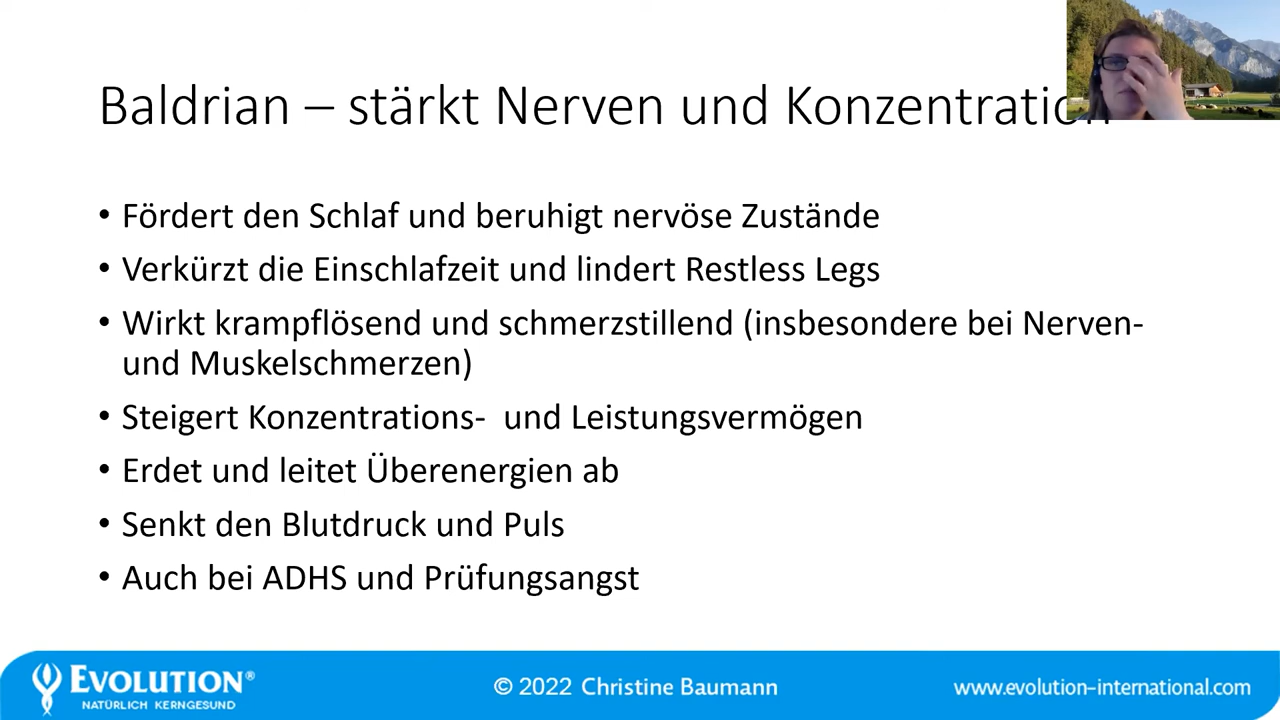 Baldrian – stärkt Nerven und Konzentration
• Fördert den Schlaf und beruhigt nervöse Zustände
• Verkürzt die Einschlafzeit und lindert Restless Legs
• Wirkt krampflösend und schmerzstillend (insbesondere bei Nerven-
und Muskelschmerzen)
• Steigert Konzentrations-  und Leistungsvermögen
• Erdet und leitet Überenergien ab
• Senkt den Blutdruck und Puls
• Auch bei ADHS und Prüfungsangst
EVOLUTION®
NATÜRLICH KERNGESUND
© 2022 Christine Baumann
www.evolution-international.com